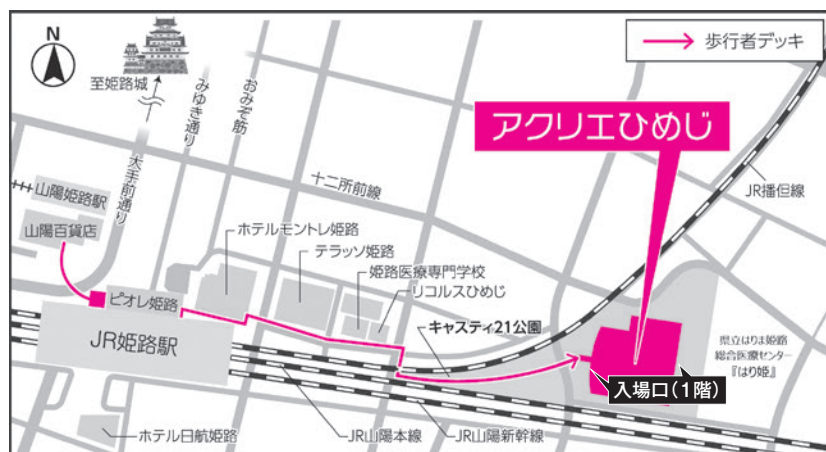 N
至姫路城
みゆき通り
おみぞ筋
大手前通り
歩行者デッキ
アクリエひめじ
十二所前線
JR播但線
山陽姫路駅
山陽百貨店
ホテルモントレ姫路
テラッソ姫路
姫路医療専門学校
リコルスひめじ
ピオレ姫路
キャスティ21公園
JR姫路駅
県立はりま姫路
総合医療センター
『はり姫』
入場口(1階)
ホテル日航姫路
JR山陽本線
JR山陽新幹線